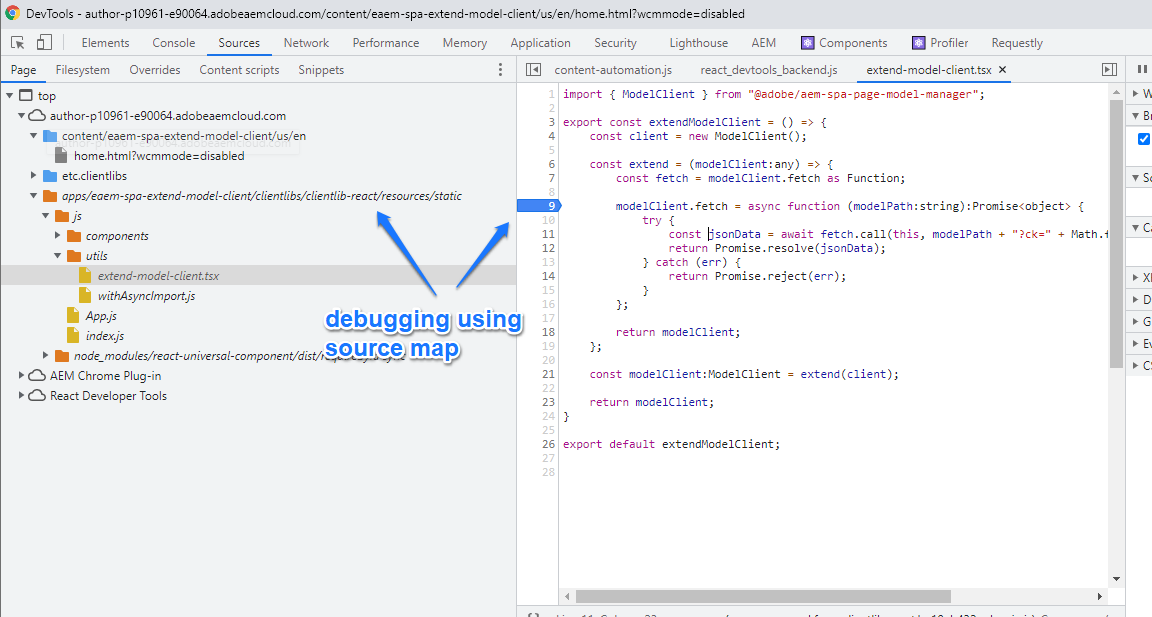 DevTools - author-p10961-e90064.adobeaemcloud.com/content/eaem-spa-extend-model-client/us/en/home.html?wcmmode=disabled
Elements Console Sources Network Performance Memory Application Security Lighthouse AEM Components Profiler Requestly
Page Filesystem Overrides Content scripts Snippets
content-automation.js react_devtools_backend.js extend-model-client.tsx
top
author-p10961-e90064.adobeaemcloud.com
content/eaem-spa-extend-model-client/us/en
home.html?wcmmode=disabled
etc.clientlibs
apps/eaem-spa-extend-model-client/clientlibs/clientlib-react/resources/static
js
components
utils
extend-model-client.tsx
withAsyncImport.js
App.js
index.js
node_modules/react-universal-component/dist/
AEM Chrome Plug-in
React Developer Tools
debugging using
source map
1 import { ModelClient } from "@adobe/aem-spa-page-model-manager";
2
3 export const extendModelClient = () => {
4 const client = new ModelClient();
5
6 const extend = (modelClient:any) => {
7 const fetch = modelClient.fetch as Function;
8
9 modelClient.fetch = async function (modelPath:string):Promise<object> {
10 try {
11 const jsonData = await fetch.call(this, modelPath + "?ck=" + Math.f
12 return Promise.resolve(jsonData);
13 } catch (err) {
14 return Promise.reject(err);
15 }
16 };
17
18 return modelClient;
19 };
20
21 const modelClient:ModelClient = extend(client);
22
23 return modelClient;
24 }
25
26 export default extendModelClient;
27
28